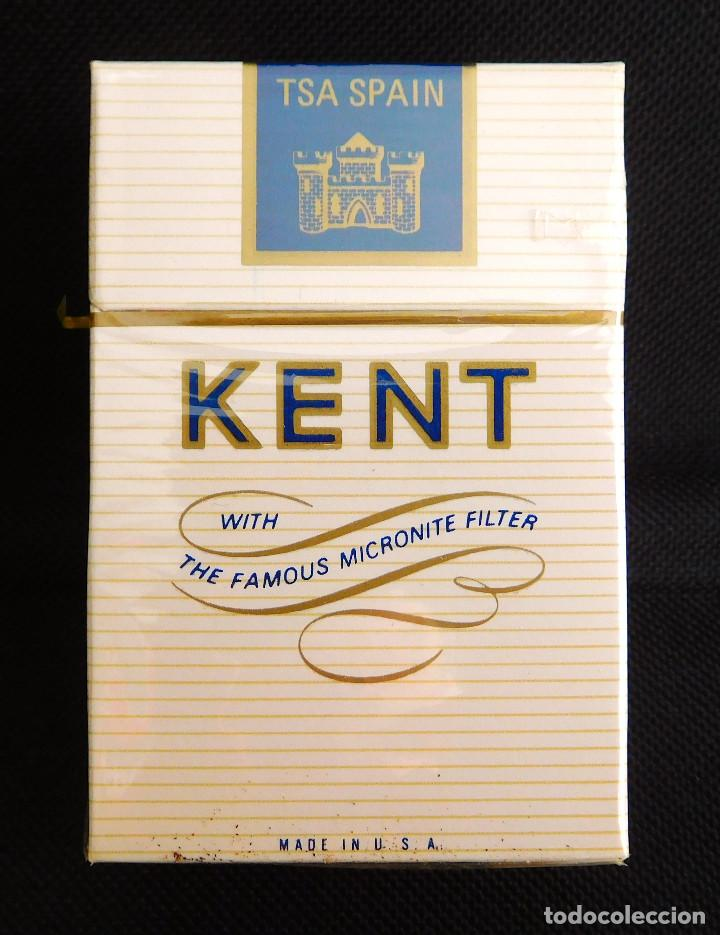 TSA SPAIN
KENT
WITH
THE FAMOUS MICRONITE FILTER
MADE IN U.S.A.
todocoleccion